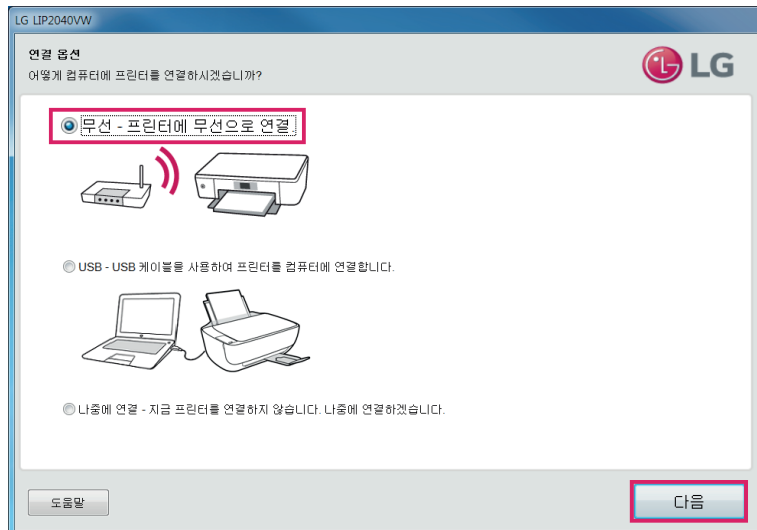 LG LIP2040VW
연결 옵션
어떻게 컴퓨터에 프린터를 연결하시겠습니까?
LG
무선 - 프린터에 무선으로 연결.
USB - USB 케이블을 사용하여 프린터를 컴퓨터에 연결합니다.
나중에 연결 - 지금 프린터를 연결하지 않습니다. 나중에 연결하겠습니다.
도움말
다음